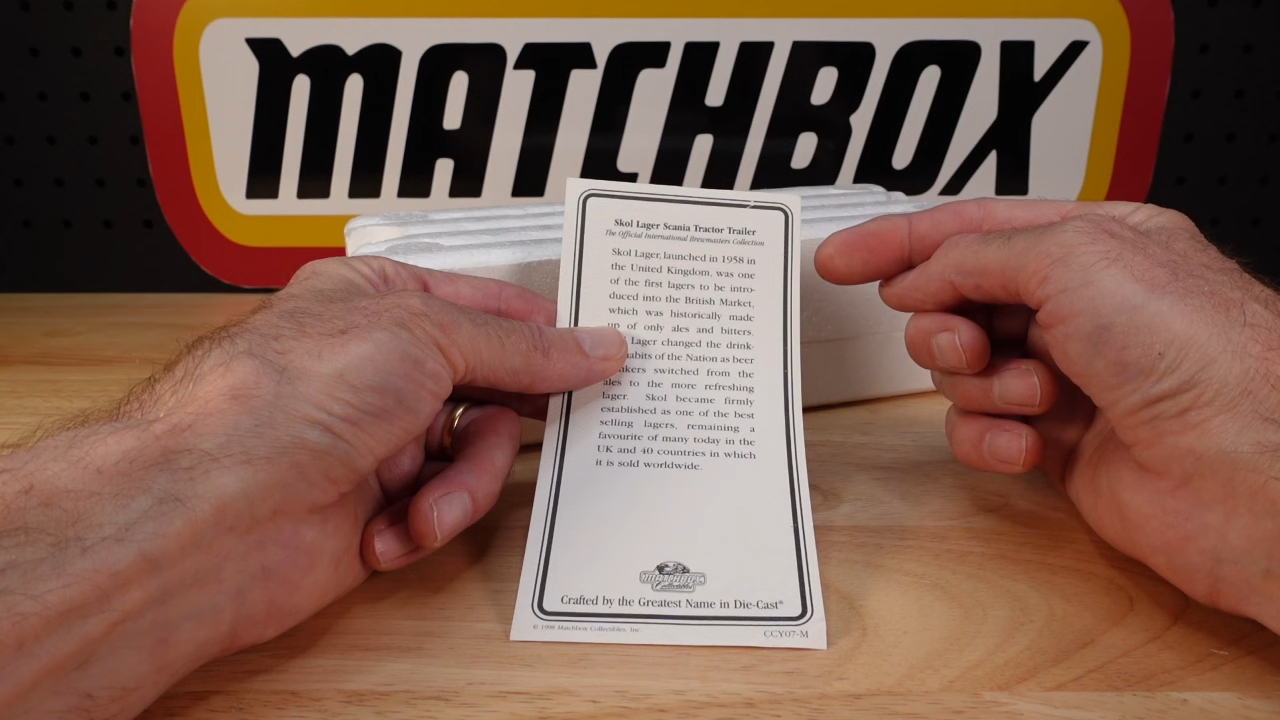 MATCHBOX
Skol Lager Scania Tractor Trailer
The Official International Brewmasters Collection
Skol Lager, launched in 1958 in
the United Kingdom, was one
of the first lagers to be intro-
duced into the British Market,
which was historically made
up of only ales and bitters.
Lager changed the drink-
habits of the Nation as beer
switched from the
ales to the more refreshing
lager. Skol became firmly
established as one of the best
selling lagers, remaining a
favourite of many today in the
UK and 40 countries in which
it is sold worldwide.
MATCHBOX
Collectibles
Crafted by the Greatest Name in Die-Cast®
© 1998 Matchbox Collectibles, Inc.
CCY07-M